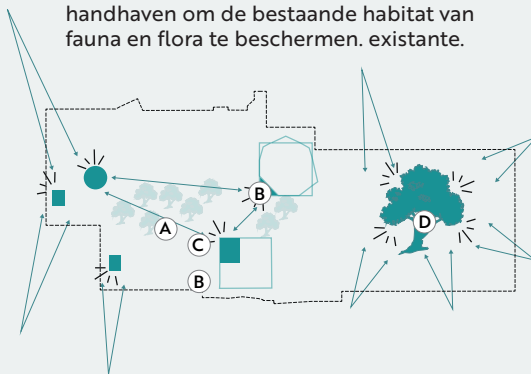 handhaven om de bestaande habitat van
fauna en flora te beschermen. existante.
B
A
D
C
B